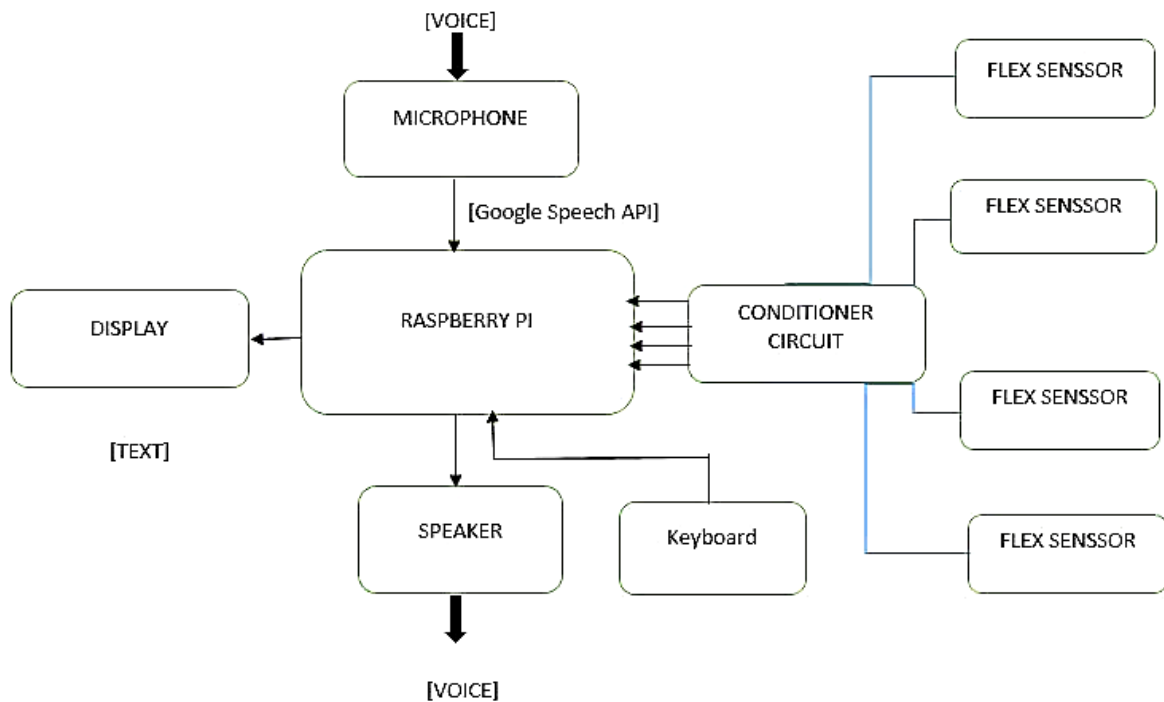 [VOICE]
MICROPHONE
[Google Speech API]
RASPBERRY PI
DISPLAY
[TEXT]
CONDITIONER
CIRCUIT
FLEX SENSSOR
FLEX SENSSOR
FLEX SENSSOR
FLEX SENSSOR
SPEAKER
Keyboard
[VOICE]